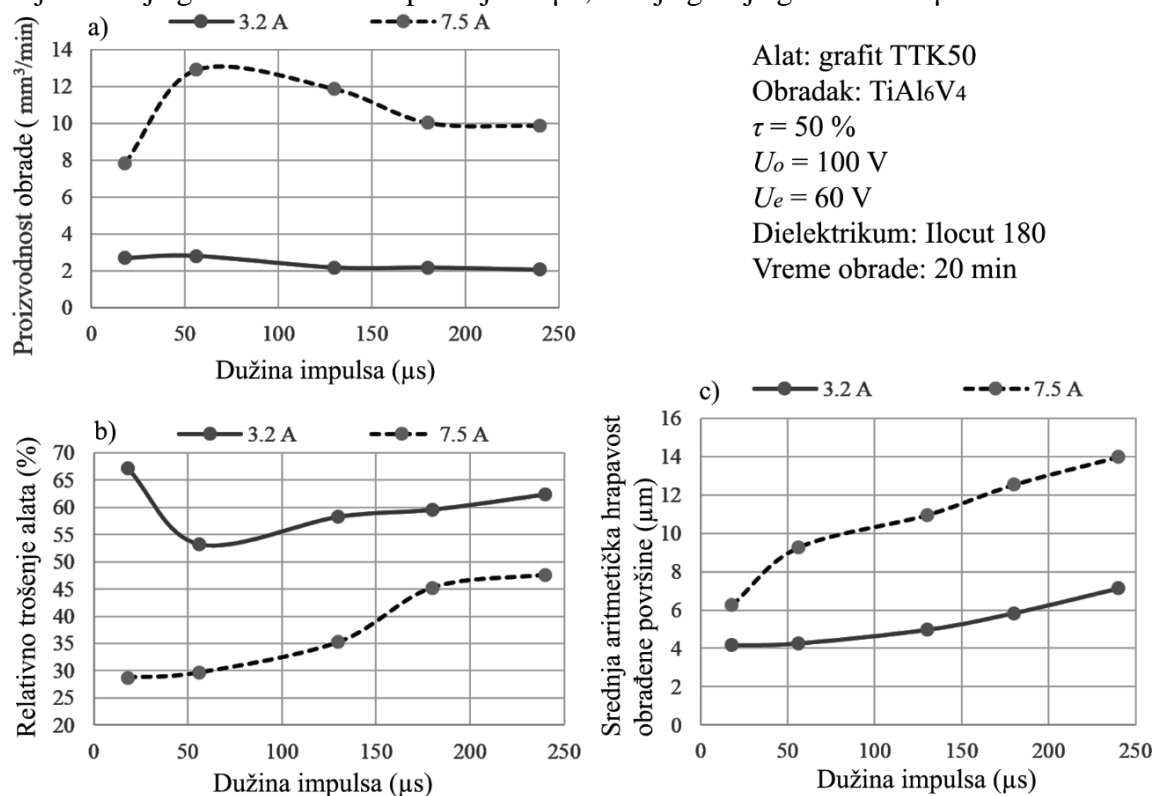 a)
3.2 A
7.5 A
Proizvodnost obrade ( mm³/min)
14
12
10
8
6
4
2
0
0 50 100 150 200 250
Dužina impulsa (µs)
Alat: grafit TTK50
Obradak: TiAl6V4
τ = 50 %
Uo = 100 V
Ue = 60 V
Dielektrikum: Ilocut 180
Vreme obrade: 20 min
b)
3.2 A
7.5 A
Relativno trošenje alata (%)
70
65
60
55
50
45
40
35
30
25
20
0 50 100 150 200 250
Dužina impulsa (µs)
c)
3.2 A
7.5 A
Srednja aritmetička hrapavost
obrađene površine (µm)
16
14
12
10
8
6
4
2
0
0 50 100 150 200 250
Dužina impulsa (µs)